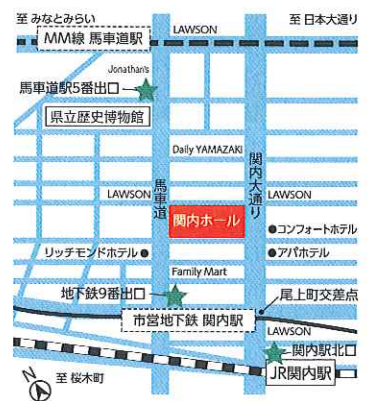 至 みなとみらい
至 日本大通り
LAWSON
MM線 馬車道駅
Jonathan's
馬車道駅5番出口
県立歴史博物館
Daily YAMAZAKI
馬車道
関内大通り
LAWSON
LAWSON
関内ホール
コンフォートホテル
リッチモンドホテル
アパホテル
Family Mart
地下鉄9番出口
尾上町交差点
市営地下鉄 関内駅
LAWSON
関内駅北口
JR関内駅
N
至 桜木町